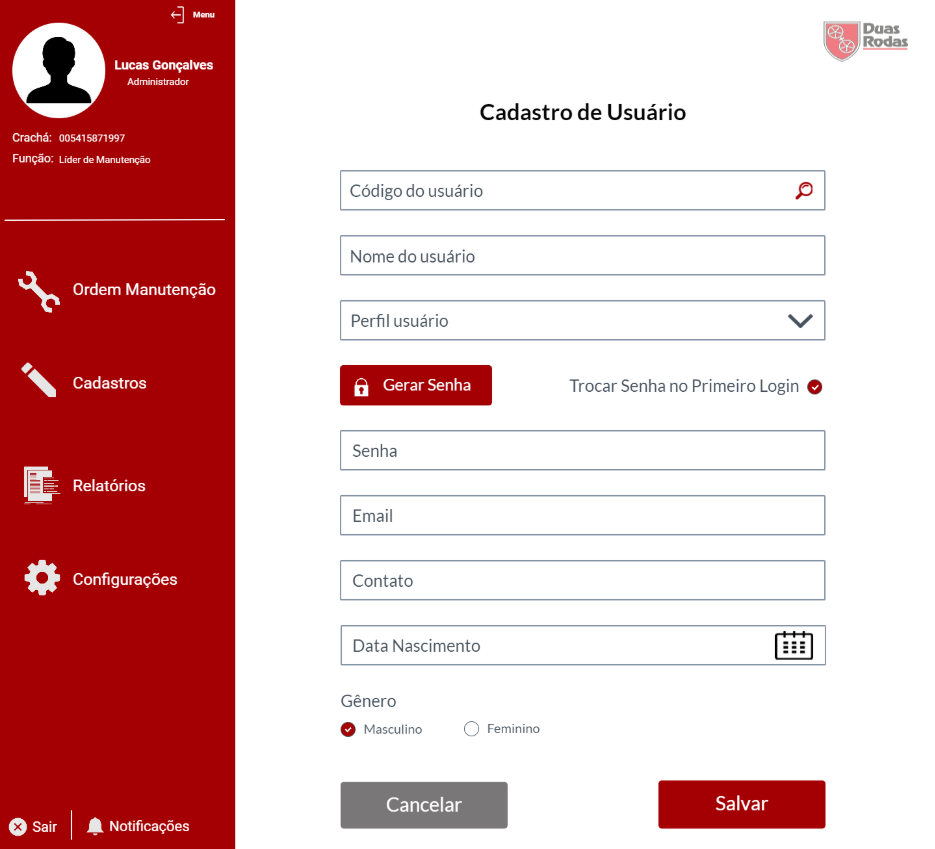 Menu
Lucas Gonçalves
Administrador
Crachá: 005415871997
Função: Líder de Manutenção
Ordem Manutenção
Cadastros
Relatórios
Configurações
Sair
Notificações
Duas
Rodas
Cadastro de Usuário
Código do usuário
Nome do usuário
Perfil usuário
Gerar Senha
Trocar Senha no Primeiro Login
Senha
Email
Contato
Data Nascimento
Gênero
Masculino
Feminino
Cancelar
Salvar